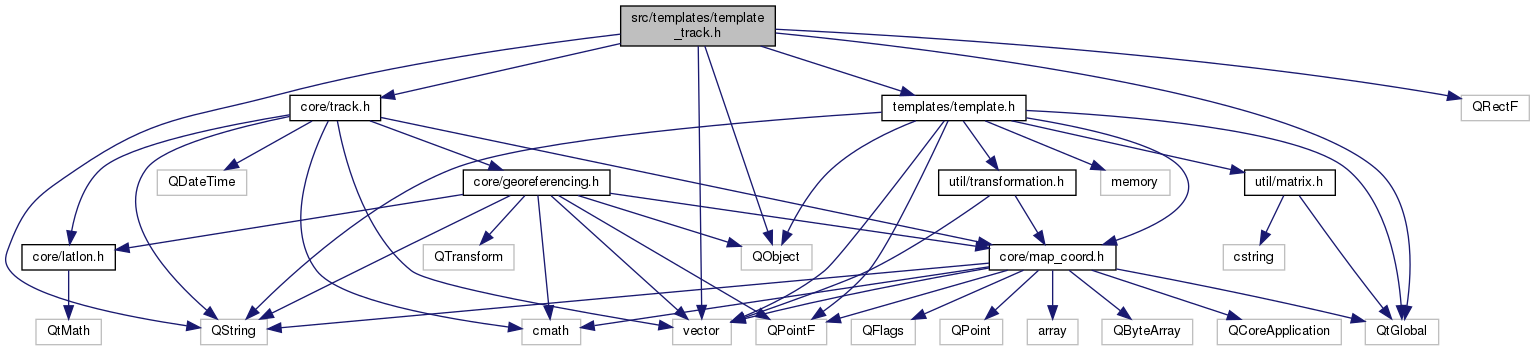 src/templates/template
_track.h
core/track.h
templates/template.h
QRectF
QDateTime
core/georeferencing.h
util/transformation.h
memory
util/matrix.h
core/latlon.h
QTransform
QObject
core/map_coord.h
cstring
QtMath
QString
cmath
vector
QPointF
QFlags
QPoint
array
QByteArray
QCoreApplication
QtGlobal